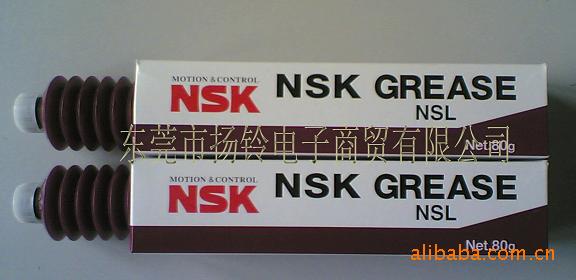 MOTION & CONTROL
NSK
NSK GREASE
NSL
Net.80g
东莞市扬铃电子商贸有限公司
MOTION & CONTROL
NSK
NSK GREASE
NSL
Net.80g
alibaba.com.cn